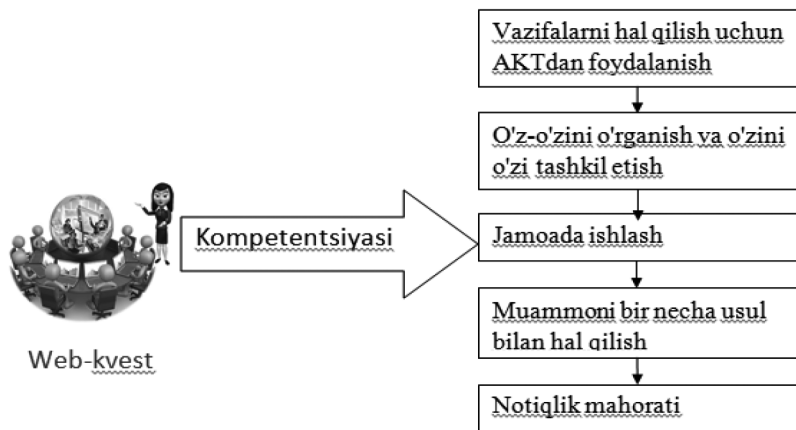 Web-kvest
Kompetentsiyasi
Vazifalarni hal qilish uchun
AKTdan foydalanish
O'z-o'zini o'rganish va o'zini
o'zi tashkil etish
Jamoada ishlash
Muammoni bir necha usul
bilan hal qilish
Notiqlik mahorati